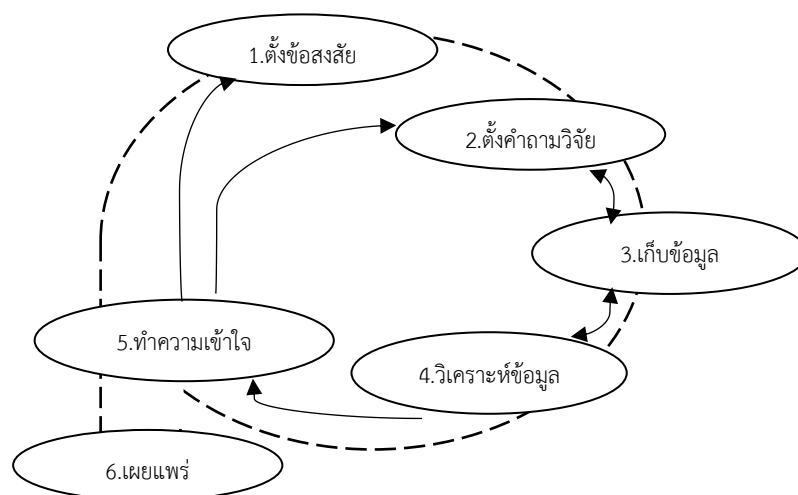 1.ตั้งข้อสงสัย
2.ตั้งคำถามวิจัย
3.เก็บข้อมูล
4.วิเคราะห์ข้อมูล
5.ทำความเข้าใจ
6.เผยแพร่